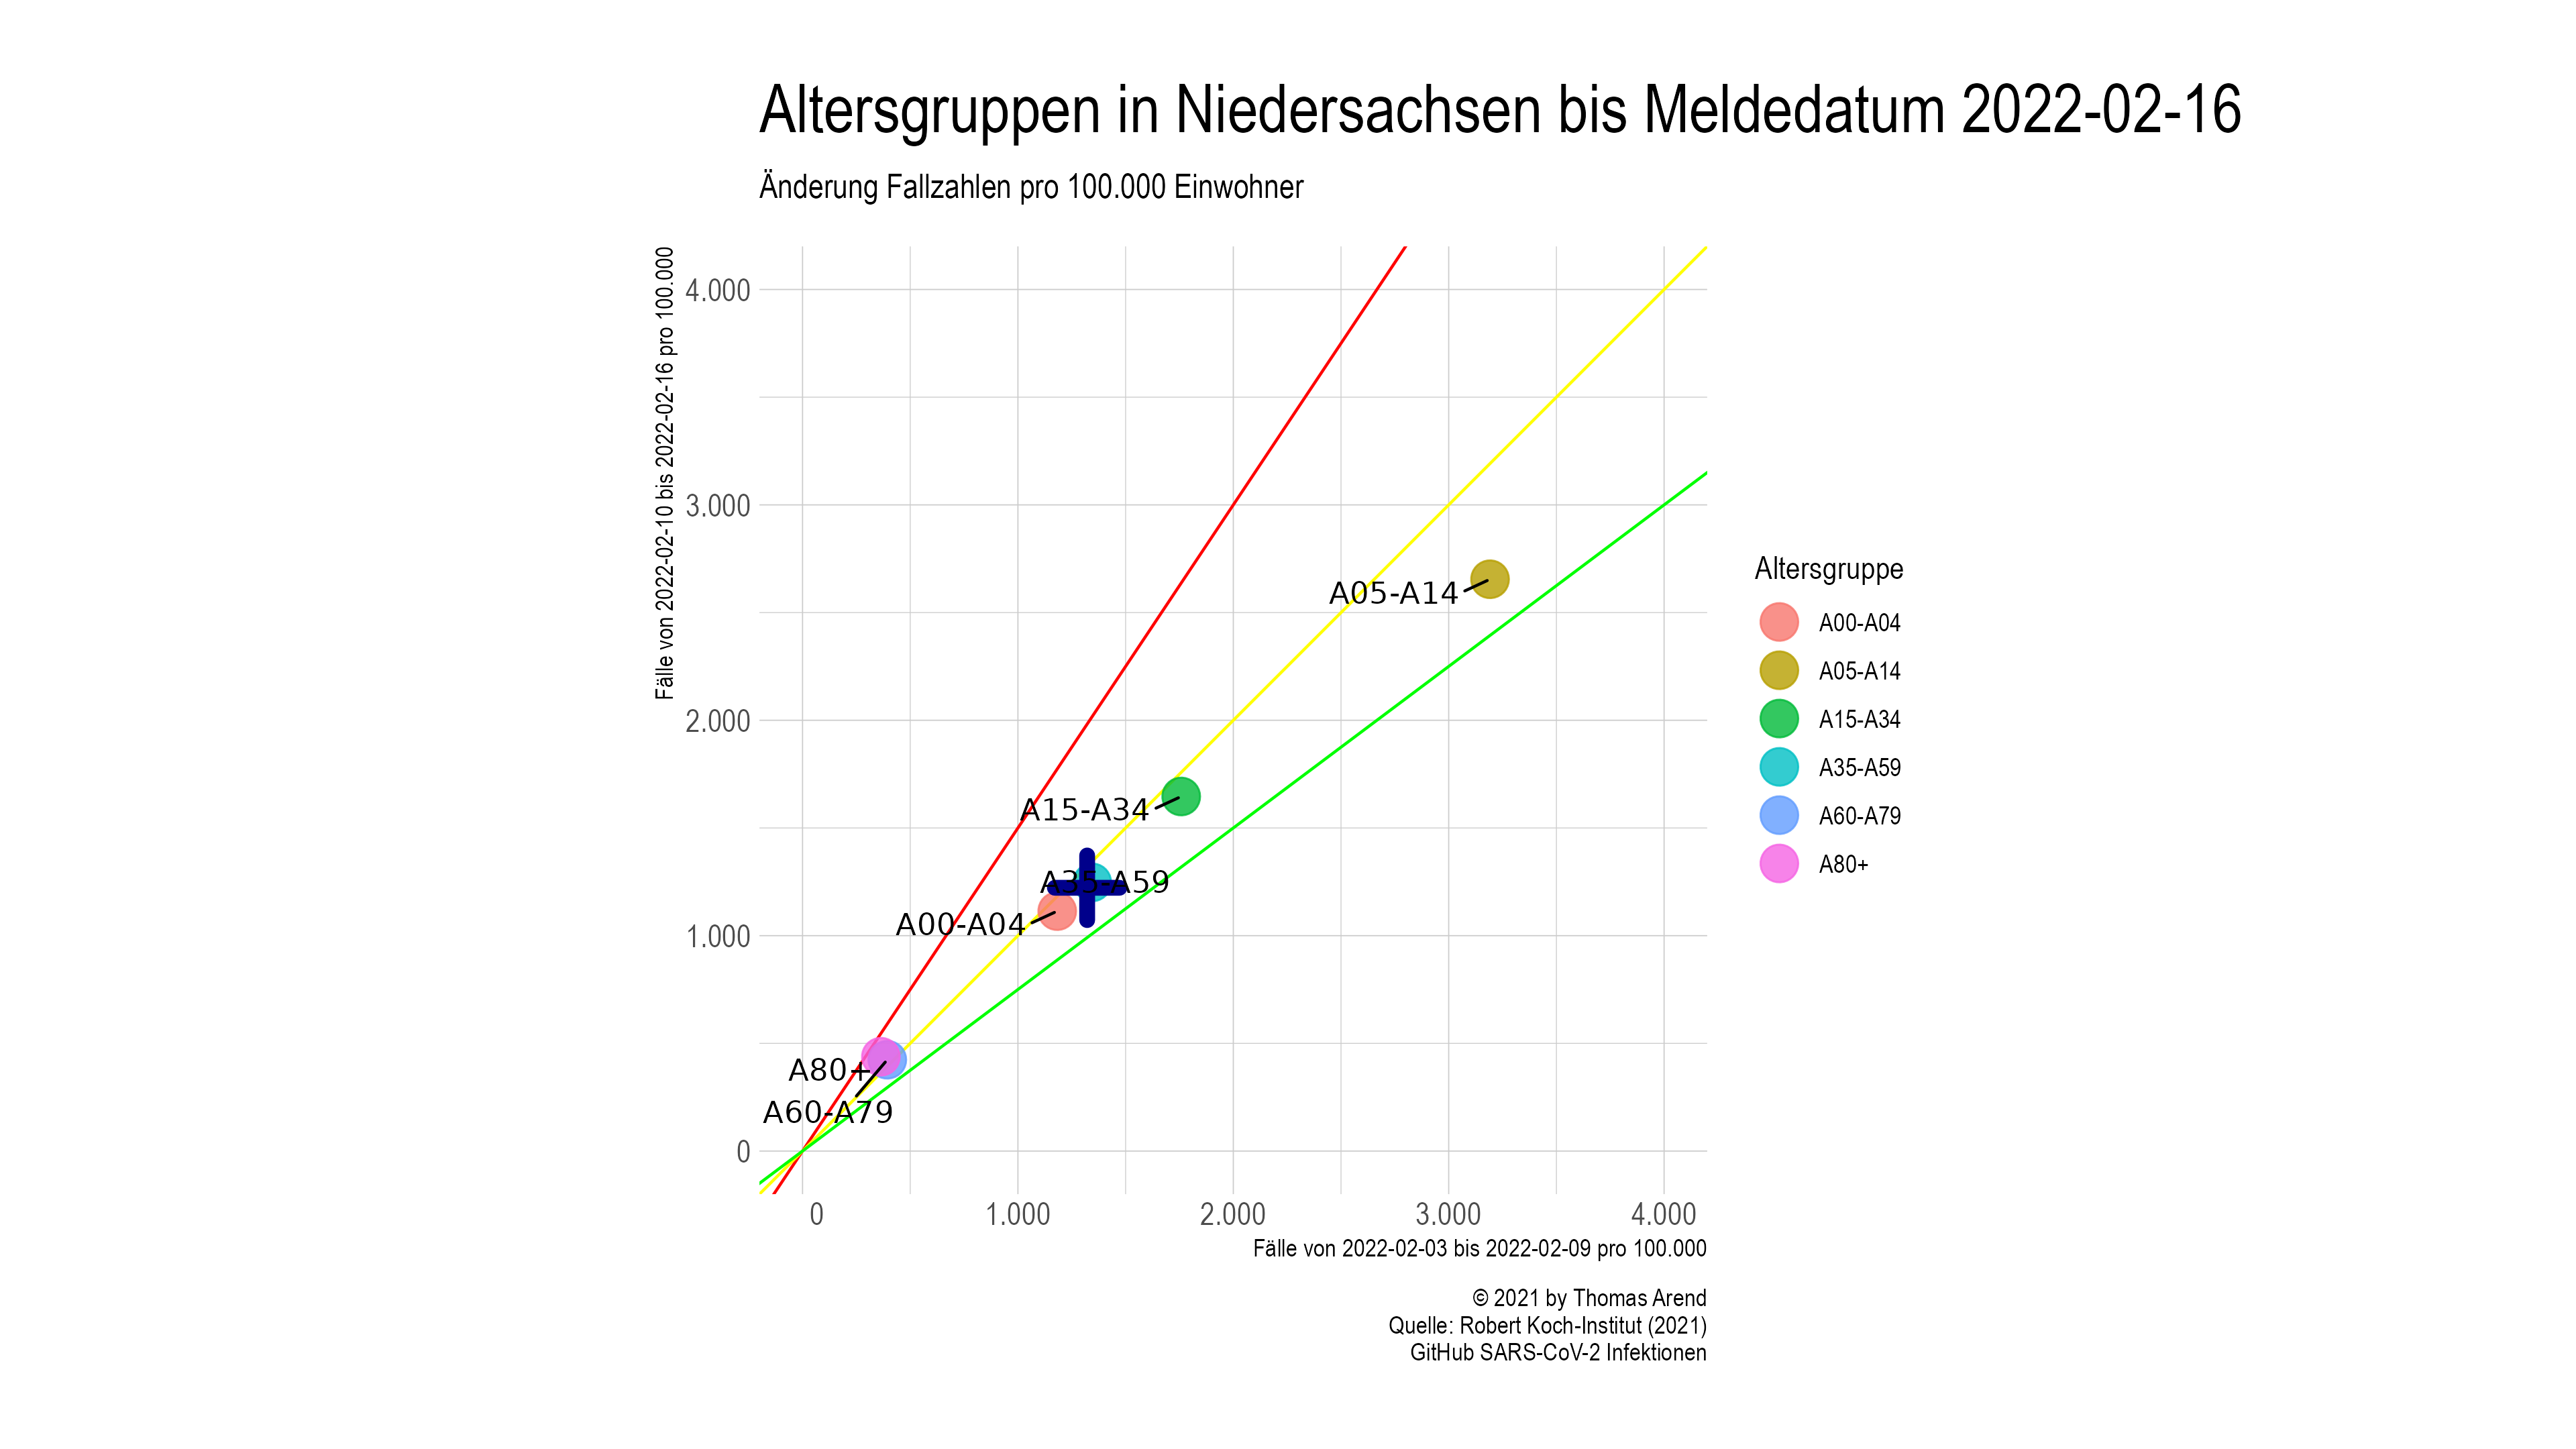 Altersgruppen in Niedersachsen bis Meldedatum 2022-02-16
Änderung Fallzahlen pro 100.000 Einwohner
Fälle von 2022-02-10 bis 2022-02-16 pro 100.000
4.000
3.000
2.000
1.000
0
A05-A14
A15-A34
A35-A59
A00-A04
A80+
A60-A79
0
1.000
2.000
3.000
4.000
Fälle von 2022-02-03 bis 2022-02-09 pro 100.000
Altersgruppe
A00-A04
A05-A14
A15-A34
A35-A59
A60-A79
A80+
© 2021 by Thomas Arend
Quelle: Robert Koch-Institut (2021)
GitHub SARS-CoV-2 Infektionen